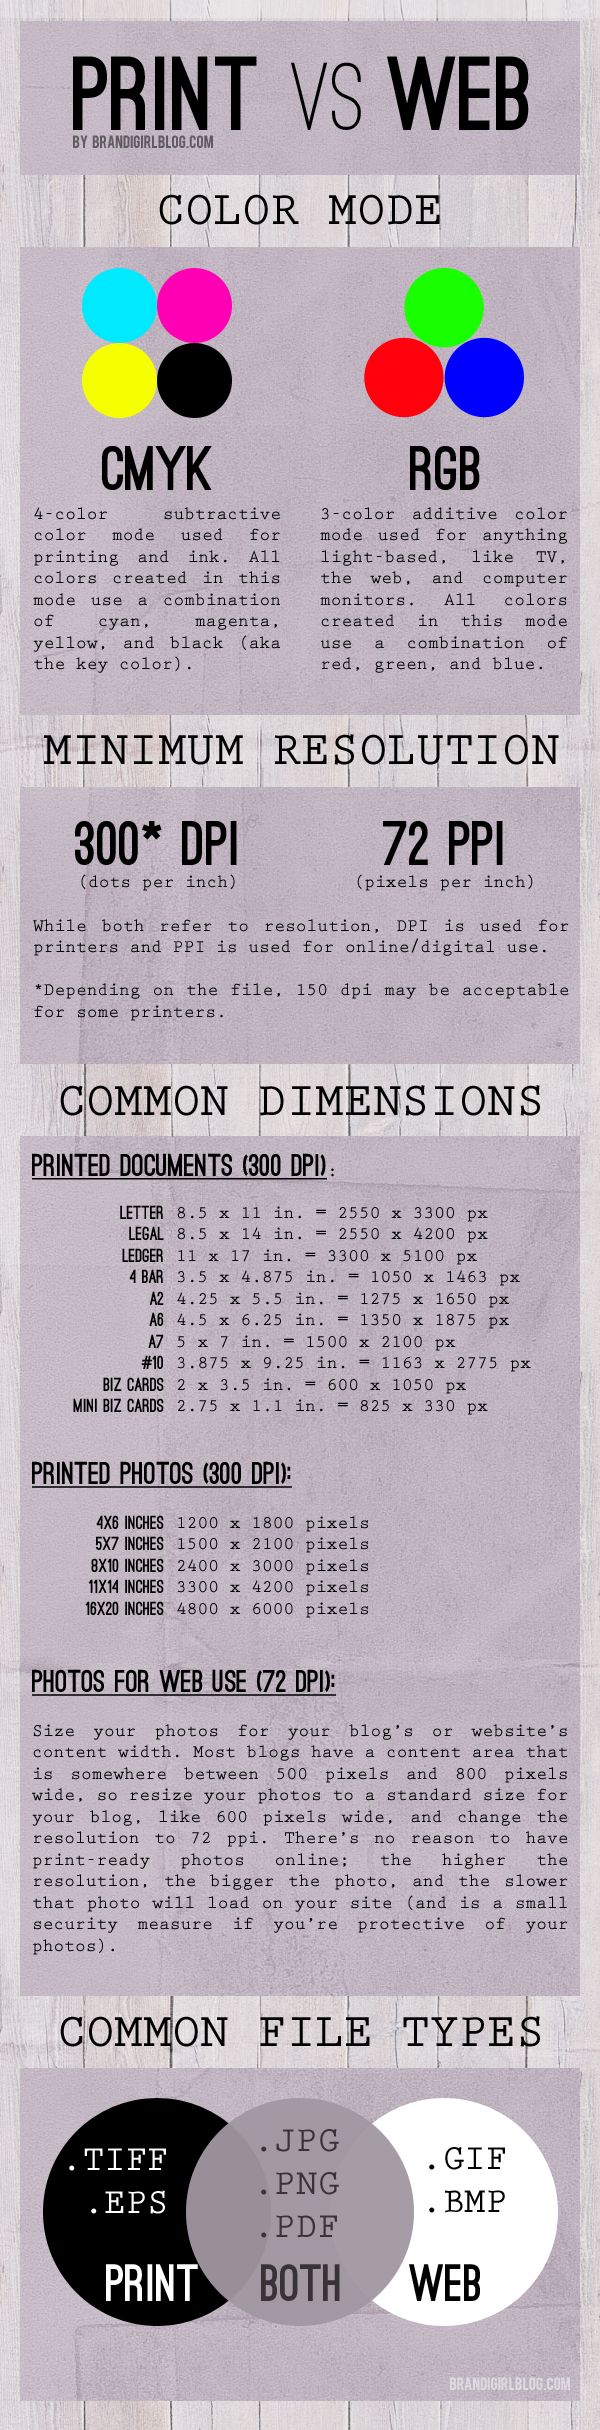 PRINT VS WEB
BY BRANDIGIRLBLOG.COM
COLOR MODE
CMYK
4-color subtractive
color mode used for
printing and ink. All
colors created in this
mode use a combination
of cyan, magenta,
yellow, and black (aka
the key color).
RGB
3-color additive color
mode used for anything
light-based, like TV,
the web, and computer
monitors. All colors
created in this mode
use a combination of
red, green, and blue.
MINIMUM RESOLUTION
300* DPI
(dots per inch)
72 PPI
(pixels per inch)
While both refer to resolution, DPI is used for
printers and PPI is used for online/digital use.
*Depending on the file, 150 dpi may be acceptable
for some printers.
COMMON DIMENSIONS
PRINTED DOCUMENTS (300 DPI):
LETTER 8.5 x 11 in. = 2550 x 3300 px
LEGAL 8.5 x 14 in. = 2550 x 4200 px
LEDGER 11 x 17 in. = 3300 x 5100 px
4 BAR 3.5 x 4.875 in. = 1050 x 1463 px
A2 4.25 x 5.5 in. = 1275 x 1650 px
A6 4.5 x 6.25 in. = 1350 x 1875 px
A7 5 x 7 in. = 1500 x 2100 px
#10 3.875 x 9.25 in. = 1163 x 2775 px
BIZ CARDS 2 x 3.5 in. = 600 x 1050 px
MINI BIZ CARDS 2.75 x 1.1 in. = 825 x 330 px
PRINTED PHOTOS (300 DPI):
4X6 INCHES 1200 x 1800 pixels
5X7 INCHES 1500 x 2100 pixels
8X10 INCHES 2400 x 3000 pixels
11X14 INCHES 3300 x 4200 pixels
16X20 INCHES 4800 x 6000 pixels
PHOTOS FOR WEB USE (72 DPI):
Size your photos for your blog's or website's
content width. Most blogs have a content area that
is somewhere between 500 pixels and 800 pixels
wide, so resize your photos to a standard size for
your blog, like 600 pixels wide, and change the
resolution to 72 ppi. There's no reason to have
print-ready photos online; the higher the
resolution, the bigger the photo, and the slower
that photo will load on your site (and is a small
security measure if you're protective of your
photos).
COMMON FILE TYPES
.TIFF
.EPS
PRINT
.JPG
.PNG
.PDF
BOTH
.GIF
.BMP
WEB
BRANDIGIRLBLOG.COM